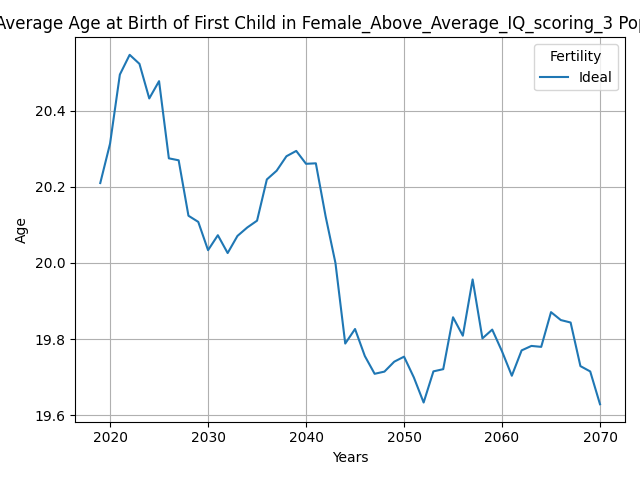 Average Age at Birth of First Child in Female_Above_Average_IQ_scoring_3
Fertility
Ideal
20.4
20.2
20.0
19.8
19.6
Age
2020 2030 2040 2050 2060 2070
Years